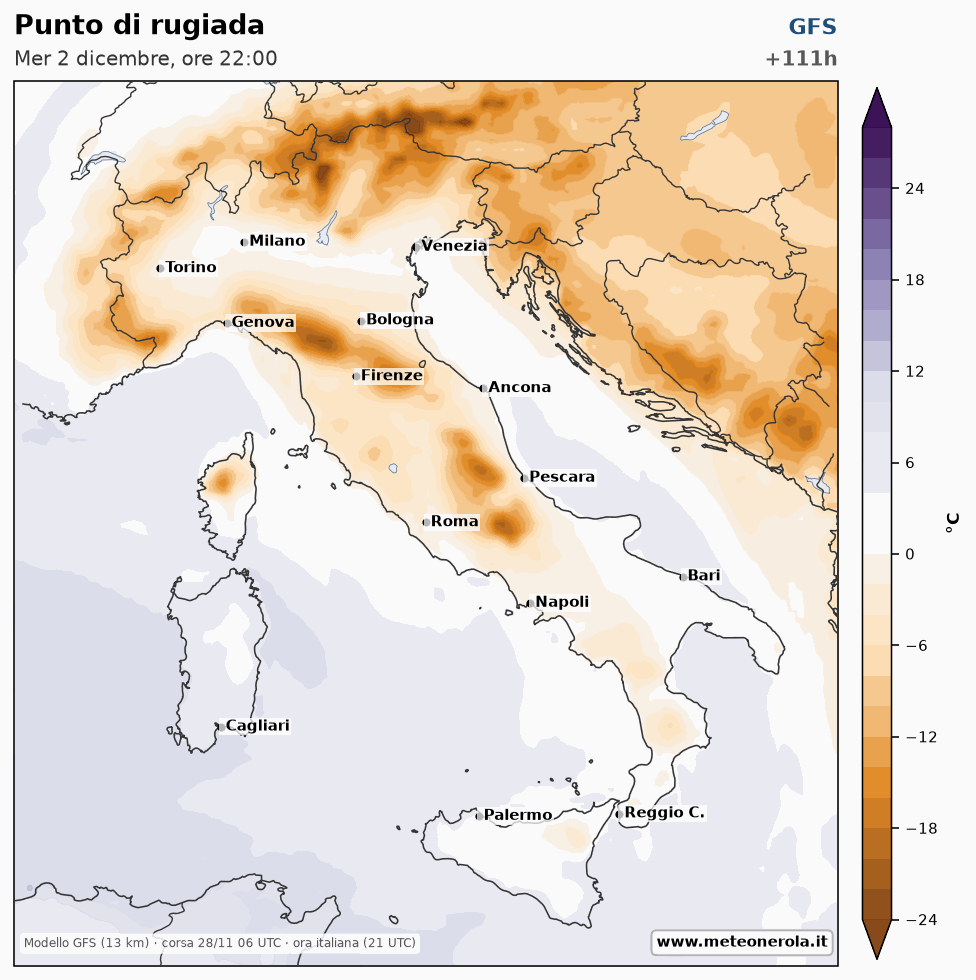 Punto di rugiada
GFS
Mer 2 dicembre, ore 22:00
+111h
Milano
Venezia
Torino
Genova
Bologna
Firenze
Ancona
Pescara
Roma
Bari
Napoli
Cagliari
Palermo
Reggio C.
24
18
12
6
0
−6
−12
−18
−24
°C
Modello GFS (13 km) · corsa 28/11 06 UTC · ora italiana (21 UTC)
www.meteonerola.it